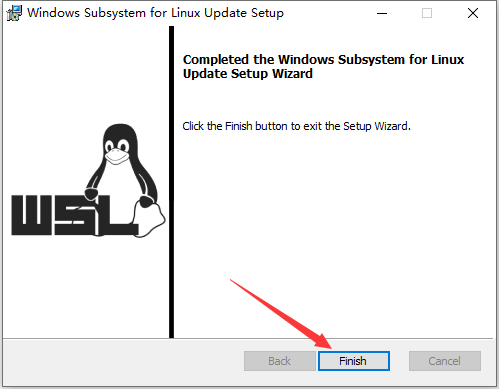 Windows Subsystem for Linux Update Setup
Completed the Windows Subsystem for Linux
Update Setup Wizard
Click the Finish button to exit the Setup Wizard.
WSL
Back
Finish
Cancel